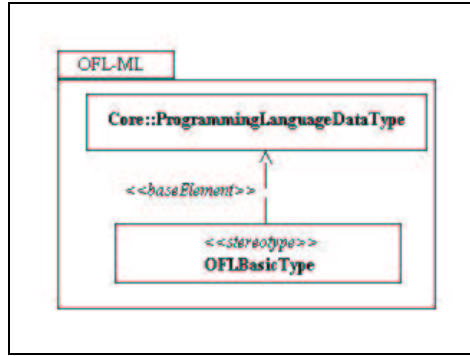 OFL-ML
Core::ProgrammingLanguageDataType
<<baseElement>>
<<stereotype>>
OFLBasicType